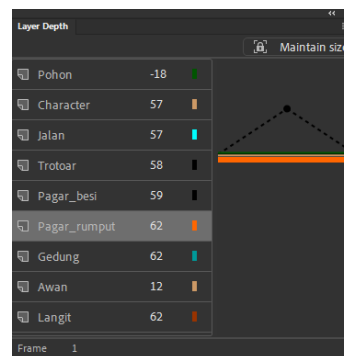 Layer Depth
Maintain size
Pohon -18
Character 57
Jalan 57
Trotoar 58
Pagar_besi 59
Pagar_rumput 62
Gedung 62
Awan 12
Langit 62
Frame 1